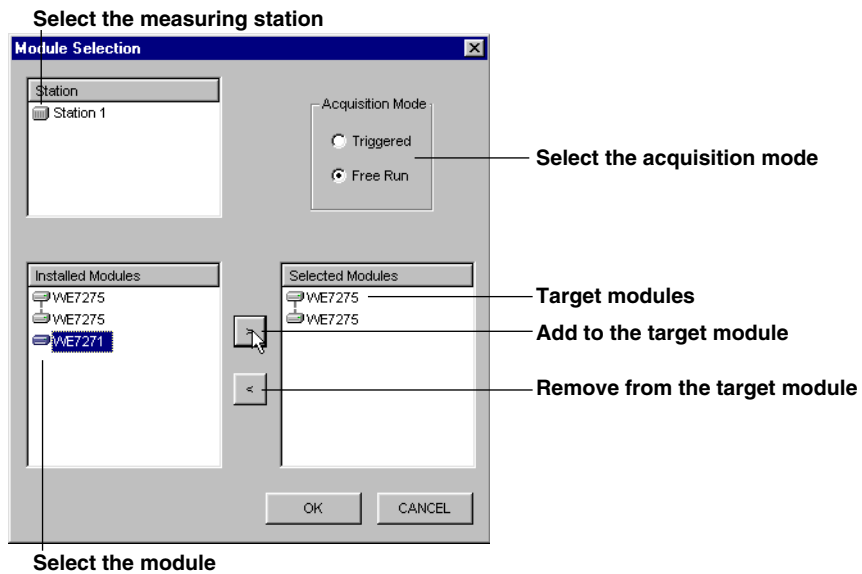 Select the measuring station
Module Selection
Station
Station 1
Acquisition Mode
Triggered
Free Run
Select the acquisition mode
Installed Modules
WE7275
WE7275
WE7271
>
<
Selected Modules
WE7275
WE7275
Target modules
Add to the target module
Remove from the target module
OK
CANCEL
Select the module